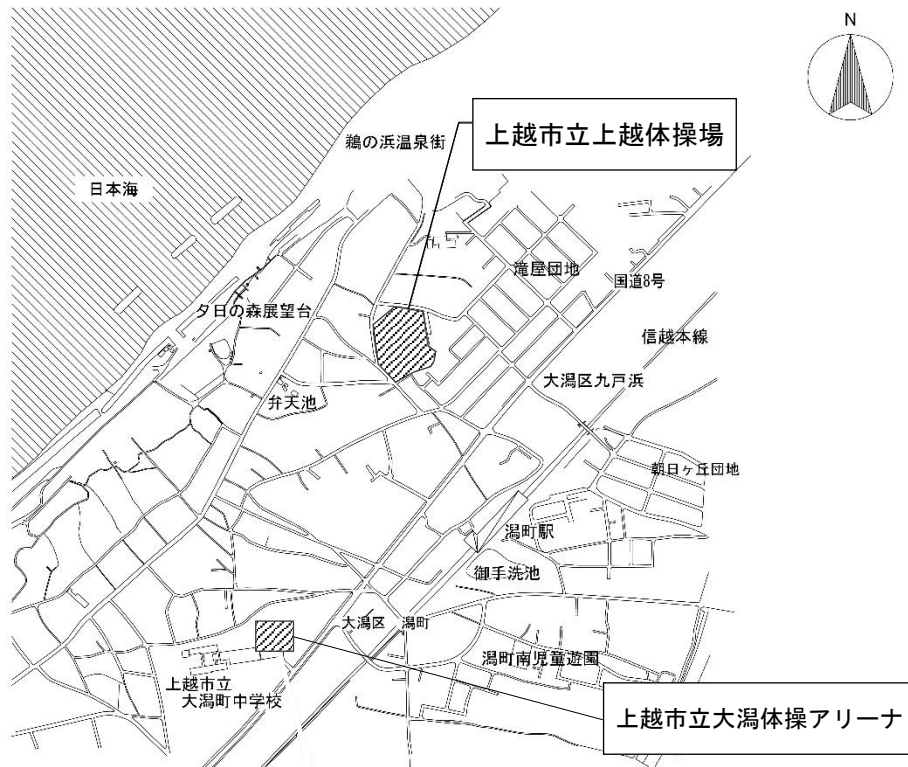 N
上越市立上越体操場
鵜の浜温泉街
日本海
滝屋団地
国道8号
夕日の森展望台
信越本線
大潟区九戸浜
弁天池
朝日ヶ丘団地
潟町駅
御手洗池
大潟区 潟町
潟町南児童遊園
上越市立
大潟町中学校
上越市立大潟体操アリーナ